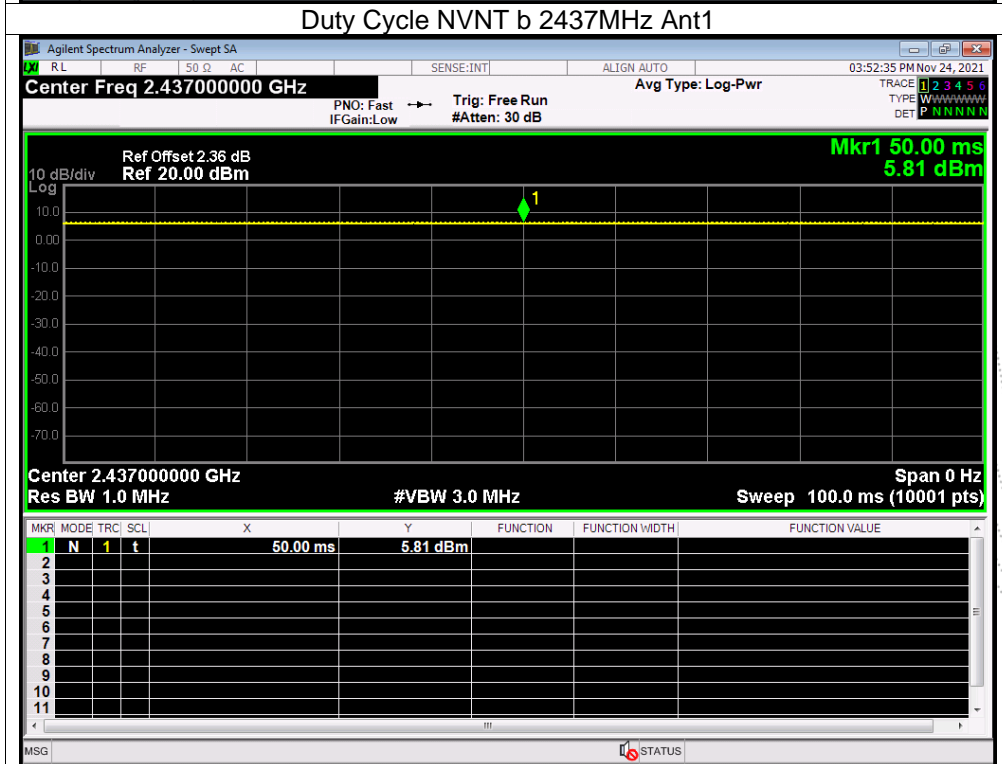 Duty Cycle NVNT b 2437MHz Ant1
Agilent Spectrum Analyzer - Swept SA
LXI RL RF 50 Ω AC SENSE:INT ALIGN AUTO 03:52:35 PM Nov 24, 2021
Center Freq 2.437000000 GHz Avg Type: Log-Pwr TRACE 1 2 3 4 5 6
PNO: Fast Trig: Free Run TYPE WWWWWW
IFGain:Low #Atten: 30 dB DET P N N N N N
Ref Offset 2.36 dB Mkr1 50.00 ms
10 dB/div Ref 20.00 dBm 5.81 dBm
Log
1
10.0
0.00
-10.0
-20.0
-30.0
-40.0
-50.0
-60.0
-70.0
Center 2.437000000 GHz Span 0 Hz
Res BW 1.0 MHz #VBW 3.0 MHz Sweep 100.0 ms (10001 pts)
MKR MODE TRC SCL X Y FUNCTION FUNCTION WIDTH FUNCTION VALUE
1 N 1 t 50.00 ms 5.81 dBm
2
3
4
5
6
7
8
9
10
11
MSG STATUS